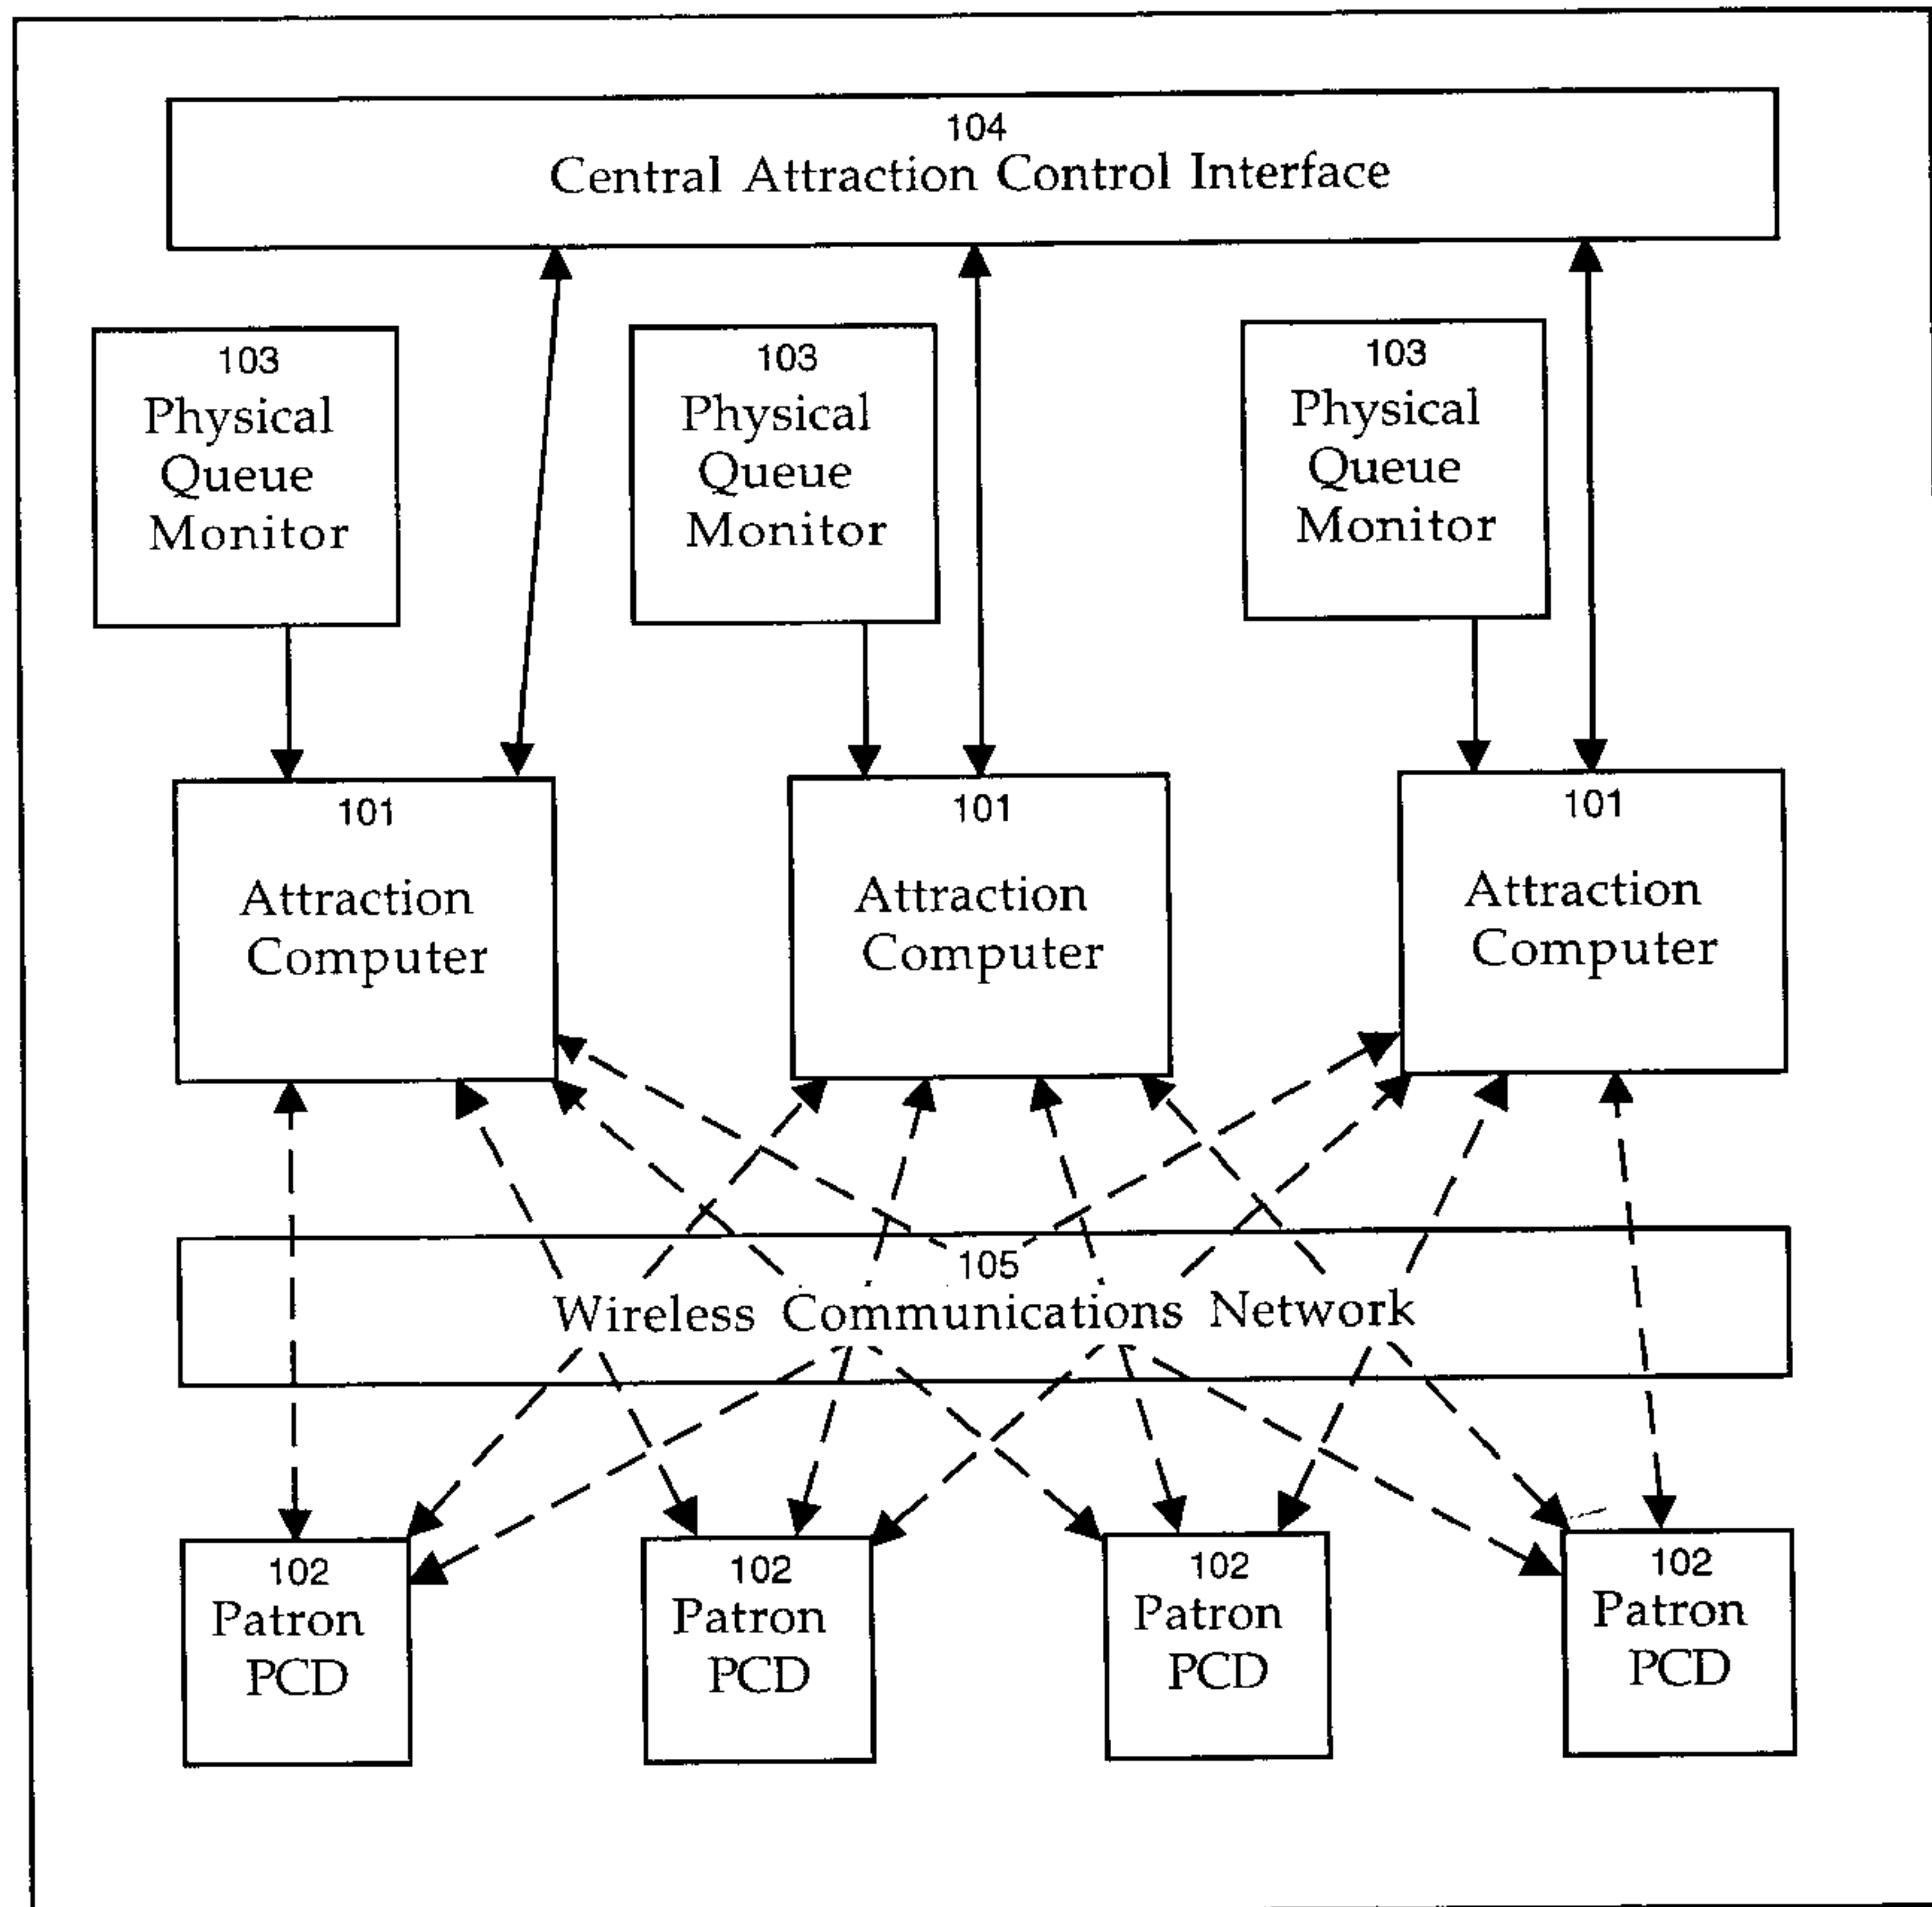 104
Central Attraction Control Interface
103
Physical
Queue
Monitor
103
Physical
Queue
Monitor
103
Physical
Queue
Monitor
101
Attraction
Computer
101
Attraction
Computer
101
Attraction
Computer
105
Wireless Communications Network
102
Patron
PCD
102
Patron
PCD
102
Patron
PCD
102
Patron
PCD